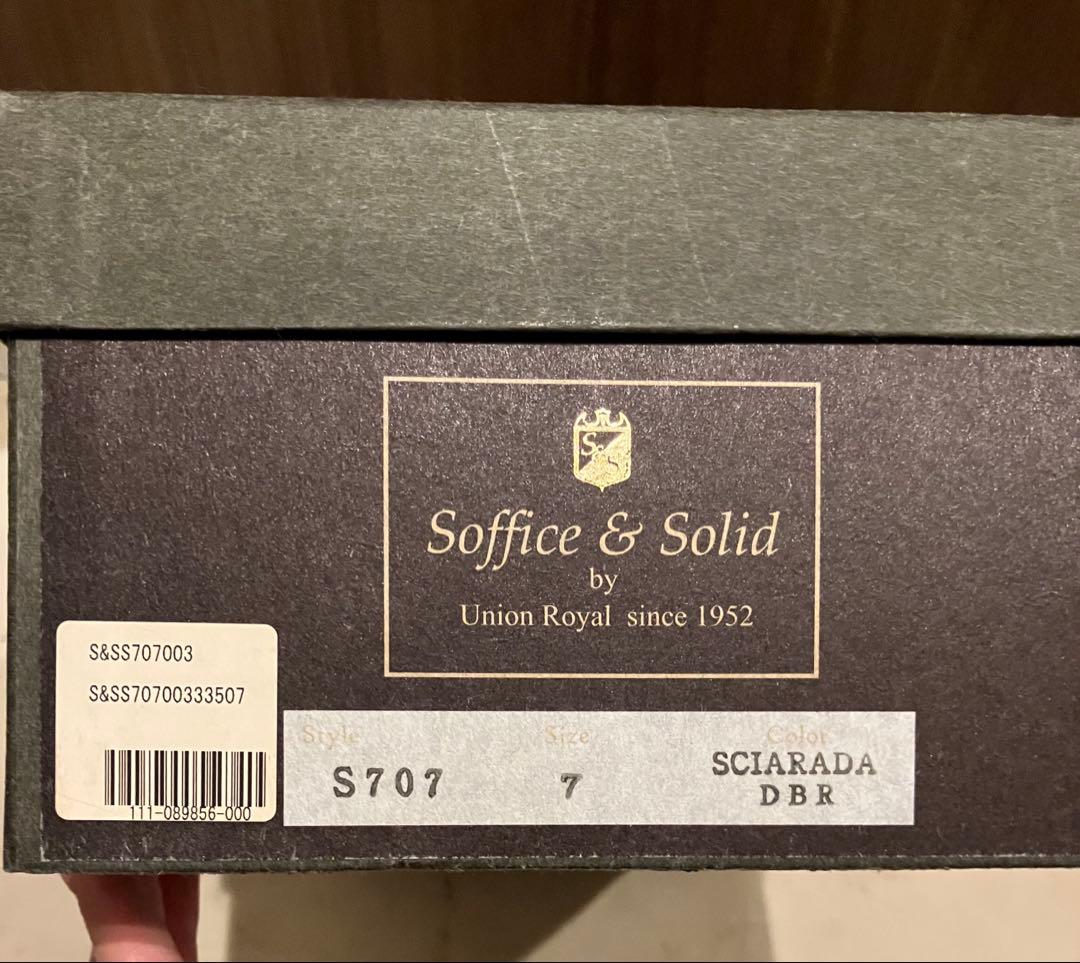 S&S
Soffice & Solid
by
Union Royal since 1952
S&SS707003
S&SS70700333507
111-089856-000
Style Size Color
S707 7 SCIARADA
DBR